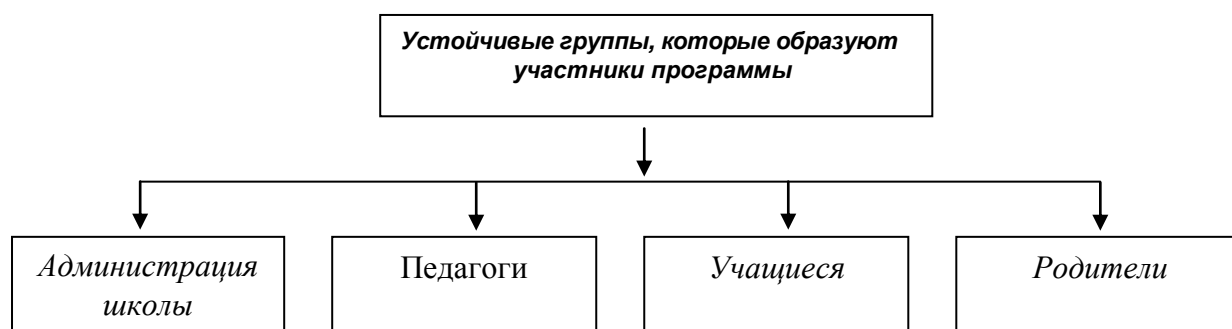 Устойчивые группы, которые образуют
участники программы
Администрация
школы
Педагоги
Учащиеся
Родители